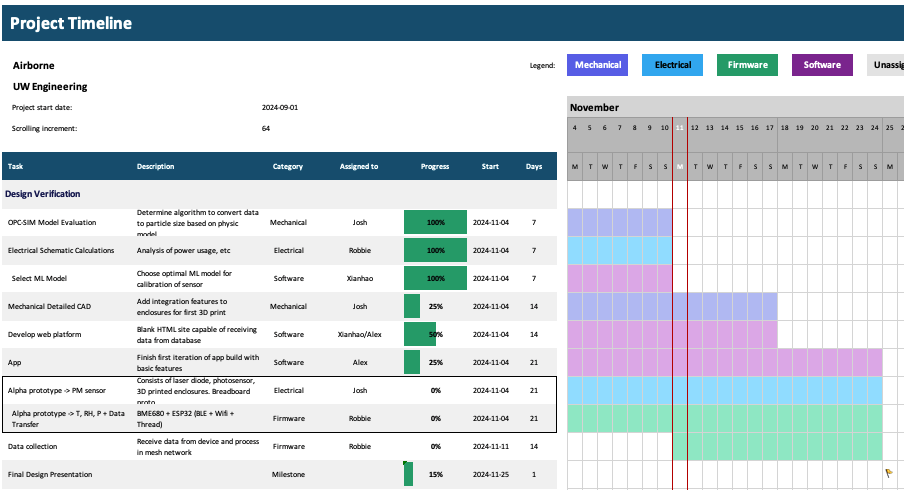 Project Timeline
Airborne
Legend:
Mechanical
Electrical
Firmware
Software
Unassig
UW Engineering
Project start date:
2024-09-01
Scrolling increment:
64
November
4 5 6 7 8 9 10 11 12 13 14 15 16 17 18 19 20 21 22 23 24 25
Task Description Category Assigned to Progress Start Days
M T W T F S S M T W T F S S M T W T F S S M
Design Verification
OPC-SIM Model Evaluation
Determine algorithm to convert data
to particle size based on physic
model
Mechanical Josh 100% 2024-11-04 7
Electrical Schematic Calculations
Analysis of power usage, etc
Electrical Robbie 100% 2024-11-04 7
Select ML Model
Choose optimal ML model for
calibration of sensor
Software Xianhao 100% 2024-11-04 7
Mechanical Detailed CAD
Add integration features to
enclosures for first 3D print
Mechanical Josh 25% 2024-11-04 14
Develop web platform
Blank HTML site capable of receiving
data from database
Software Xianhao/Alex 50% 2024-11-04 14
App
Finish first iteration of app build with
basic features
Software Alex 25% 2024-11-04 21
Alpha prototype -> PM sensor
Consists of laser diode, photosensor,
3D printed enclosures. Breadboard
proto
Electrical Josh 0% 2024-11-04 21
Alpha prototype -> T, RH, P + Data
Transfer
BME680 + ESP32 (BLE + Wifi +
Thread)
Firmware Robbie 0% 2024-11-04 21
Data collection
Receive data from device and process
in mesh network
Firmware Robbie 0% 2024-11-11 14
Final Design Presentation
Milestone 15% 2024-11-25 1